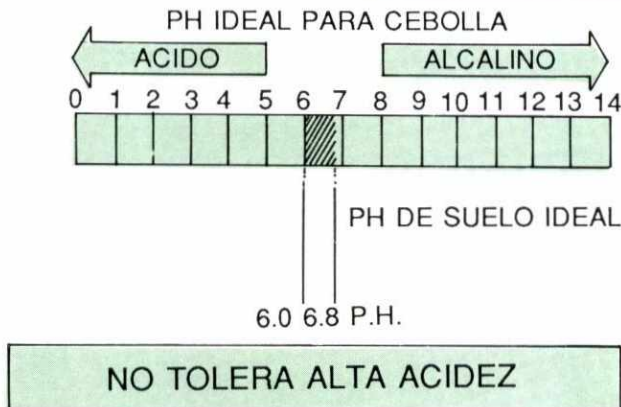 PH IDEAL PARA CEBOLLA
ACIDO ALCALINO
0 1 2 3 4 5 6 7 8 9 10 11 12 13 14
PH DE SUELO IDEAL
6.0 6.8 P.H.
NO TOLERA ALTA ACIDEZ